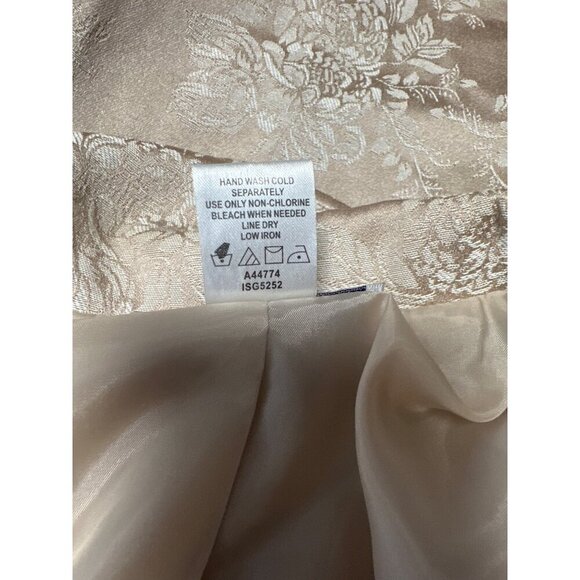 HAND WASH COLD
SEPARATELY
USE ONLY NON-CHLORINE
BLEACH WHEN NEEDED
LINE DRY
LOW IRON
A44774
ISG5252